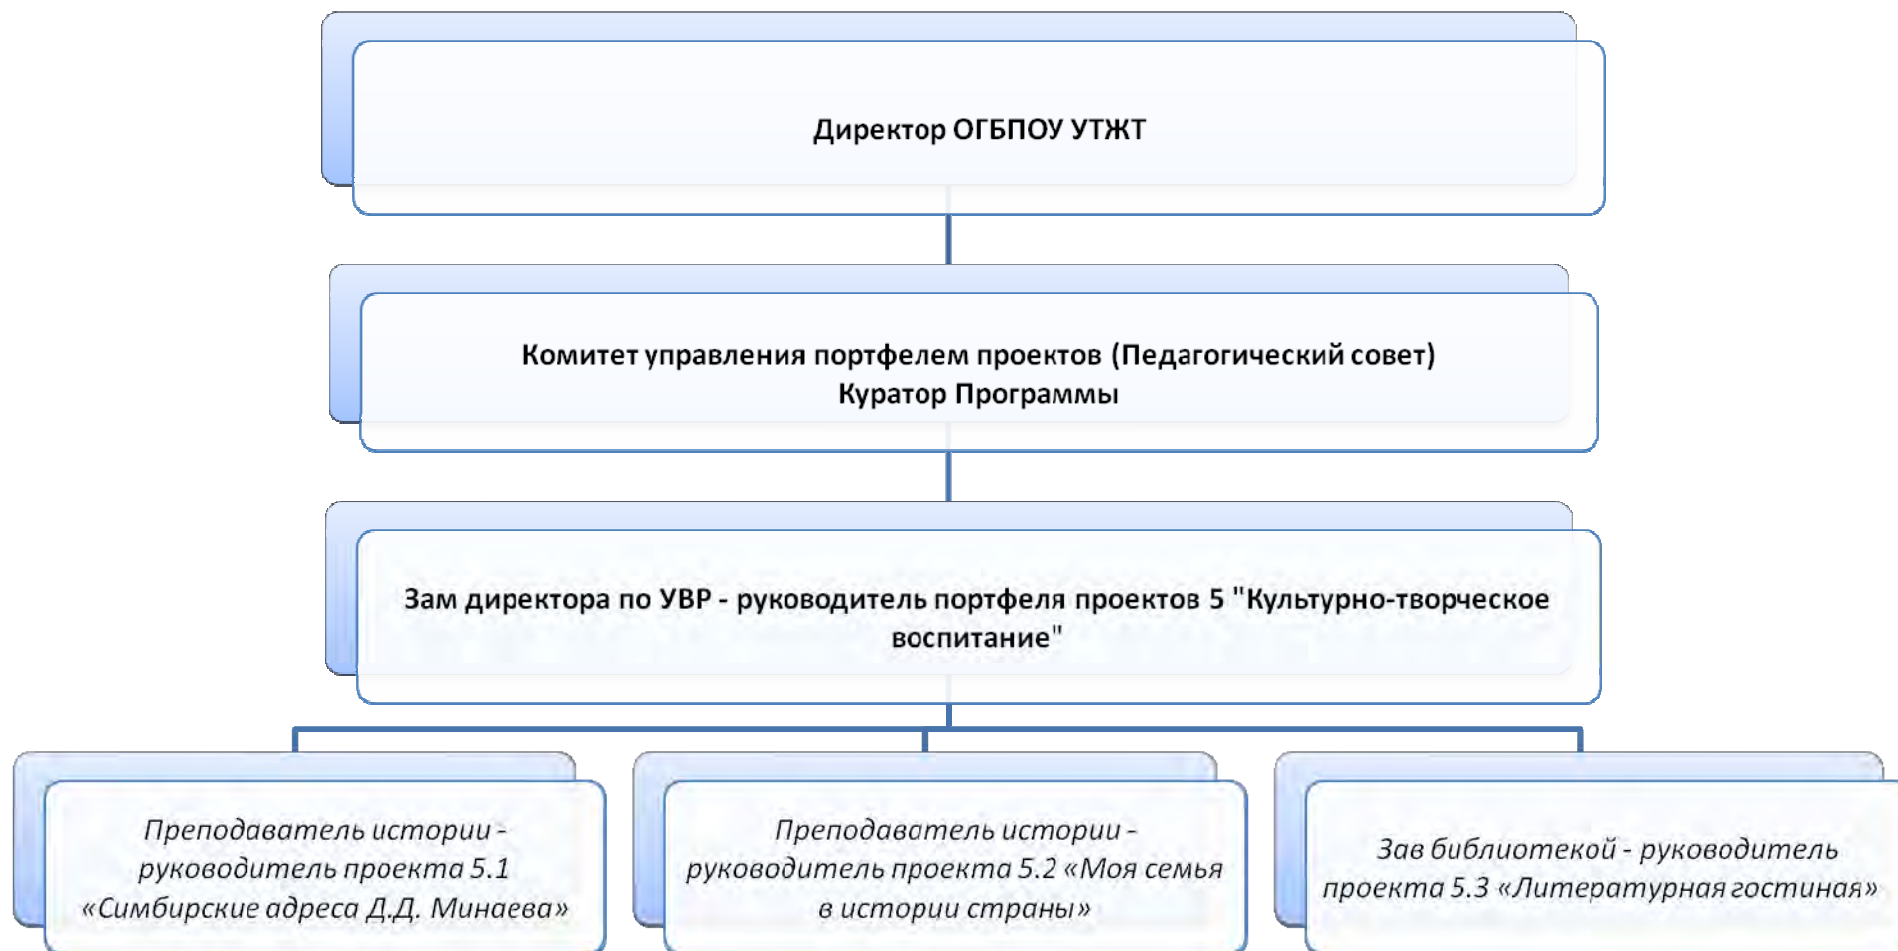 Директор ОГБПОУ УТЖТ
Комитет управления портфелем проектов (Педагогический совет)
Куратор Программы
Зам директора по УВР - руководитель портфеля проектов 5 "Культурно-творческое
воспитание"
Преподаватель истории -
руководитель проекта 5.1
«Симбирские адреса Д.Д. Минаева»
Преподаватель истории -
руководитель проекта 5.2 «Моя семья
в истории страны»
Зав библиотекой - руководитель
проекта 5.3 «Литературная гостиная»